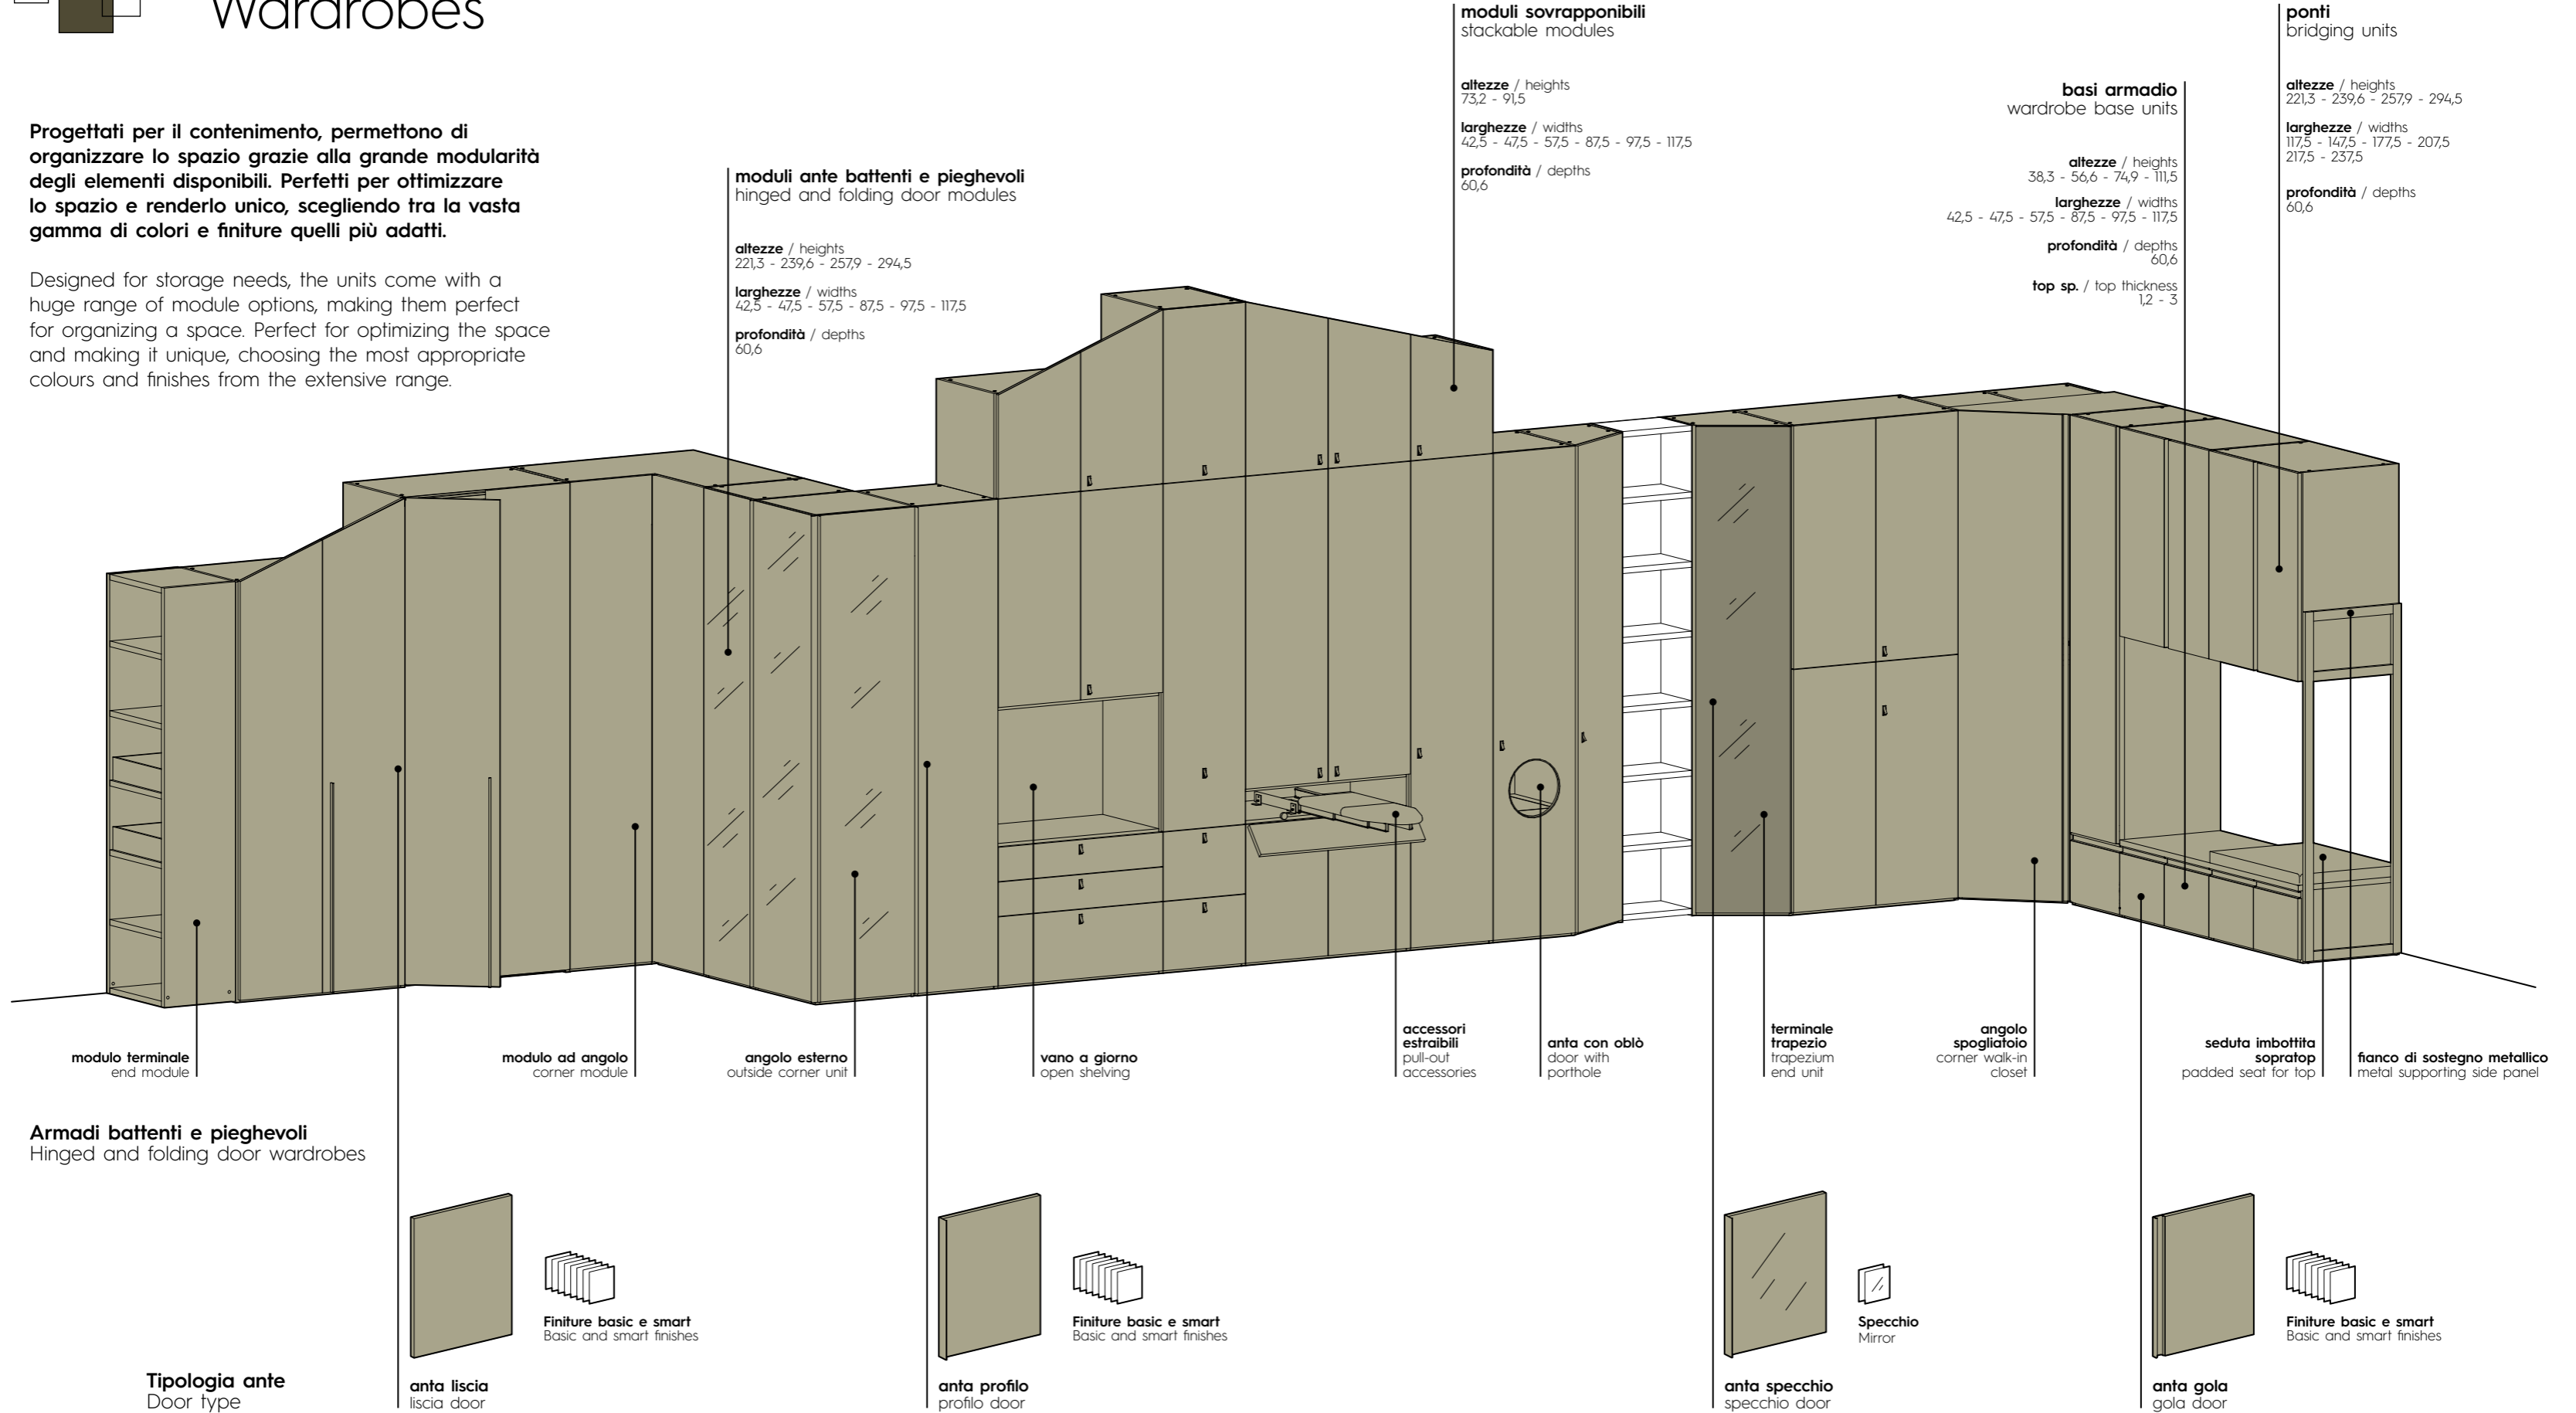 Wardrobes
Progettati per il contenimento, permettono di
organizzare lo spazio grazie alla grande modularità
degli elementi disponibili. Perfetti per ottimizzare
lo spazio e renderlo unico, scegliendo tra la vasta
gamma di colori e finiture quelli più adatti.
Designed for storage needs, the units come with a
huge range of module options, making them perfect
for organizing a space. Perfect for optimizing the space
and making it unique, choosing the most appropriate
colours and finishes from the extensive range.
moduli ante battenti e pieghevoli
hinged and folding door modules
altezze / heights
221,3 - 239,6 - 257,9 - 294,5
larghezze / widths
42,5 - 47,5 - 57,5 - 87,5 - 97,5 - 117,5
profondità / depths
60,6
moduli sovrapponibili
stackable modules
altezze / heights
73,2 - 91,5
larghezze / widths
42,5 - 47,5 - 57,5 - 87,5 - 97,5 - 117,5
profondità / depths
60,6
basi armadio
wardrobe base units
altezze / heights
38,3 - 56,6 - 74,9 - 111,5
larghezze / widths
42,5 - 47,5 - 57,5 - 87,5 - 97,5 - 117,5
profondità / depths
60,6
top sp. / top thickness
1,2 - 3
ponti
bridging units
altezze / heights
221,3 - 239,6 - 257,9 - 294,5
larghezze / widths
117,5 - 147,5 - 177,5 - 207,5
217,5 - 237,5
profondità / depths
60,6
modulo terminale
end module
modulo ad angolo
corner module
angolo esterno
outside corner unit
vano a giorno
open shelving
accessori
estraibili
pull-out
accessories
anta con oblò
door with
porthole
terminale
trapezio
trapezium
end unit
angolo
spogliatoio
corner walk-in
closet
seduta imbottita
sopratop
padded seat for top
fianco di sostegno metallico
metal supporting side panel
Armadi battenti e pieghevoli
Hinged and folding door wardrobes
Finiture basic e smart
Basic and smart finishes
Finiture basic e smart
Basic and smart finishes
Specchio
Mirror
Finiture basic e smart
Basic and smart finishes
Tipologia ante
Door type
anta liscia
liscia door
anta profilo
profilo door
anta specchio
specchio door
anta gola
gola door